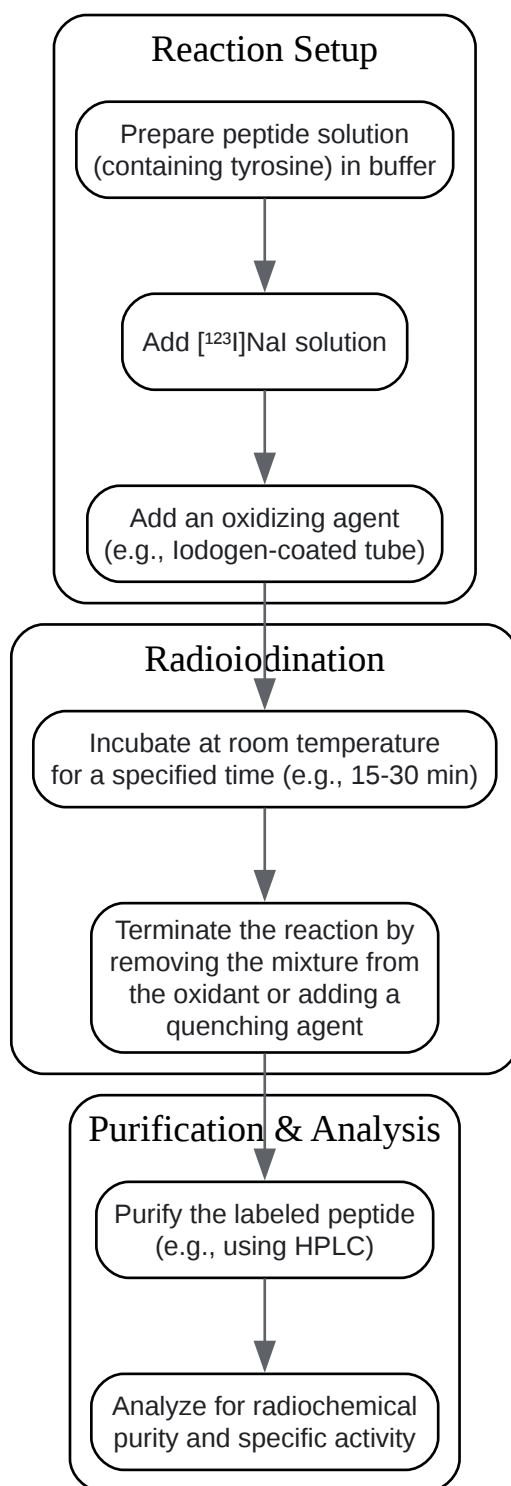 Reaction Setup
Prepare peptide solution
(containing tyrosine) in buffer
Add [¹²³I]NaI solution
Add an oxidizing agent
(e.g., Iodogen-coated tube)
Radioiodination
Incubate at room temperature
for a specified time (e.g., 15-30 min)
Terminate the reaction by
removing the mixture from
the oxidant or adding a
quenching agent
Purification & Analysis
Purify the labeled peptide
(e.g., using HPLC)
Analyze for radiochemical
purity and specific activity